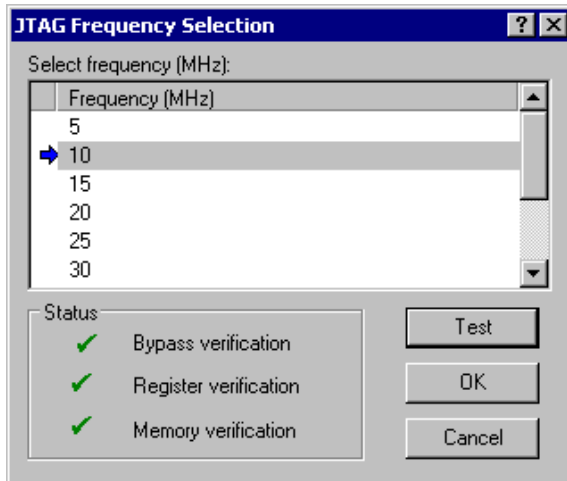 JTAG Frequency Selection
Select frequency (MHz):
Frequency (MHz)
5
10
15
20
25
30
Status
Bypass verification
Register verification
Memory verification
Test
OK
Cancel